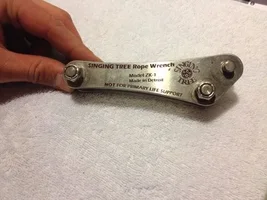 SINGING TREE Rope Wrench
Model ZK-1
Made in Detroit
NOT FOR PRIMARY LIFE SUPPORT